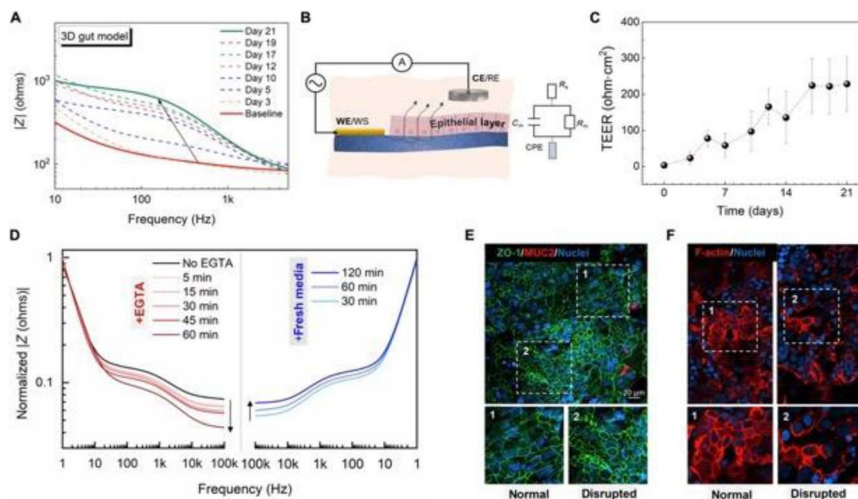 A
3D gut model
Day 21
Day 19
Day 17
Day 12
Day 10
Day 5
Day 3
Baseline
|Z| (ohms)
10³
10²
10 100 1k
Frequency (Hz)
B
A
CE/RE
WE/WS
Epithelial layer
CPE
C
TEER (ohm·cm²)
400
300
200
100
0
0 7 14 21
Time (days)
D
Normalized |Z (ohms)|
1
0.1
No EGTA
5 min
15 min
30 min
45 min
60 min
+EGTA
+Fresh media
120 min
60 min
30 min
1 10 100 1k 10k 100k
100k 10k 1k 100 10 1
Frequency (Hz)
E
ZO-1/MUC2/Nuclei
1
2
20 µm
1
2
Normal Disrupted
F
F-actin/Nuclei
1
2
1
2
Normal Disrupted